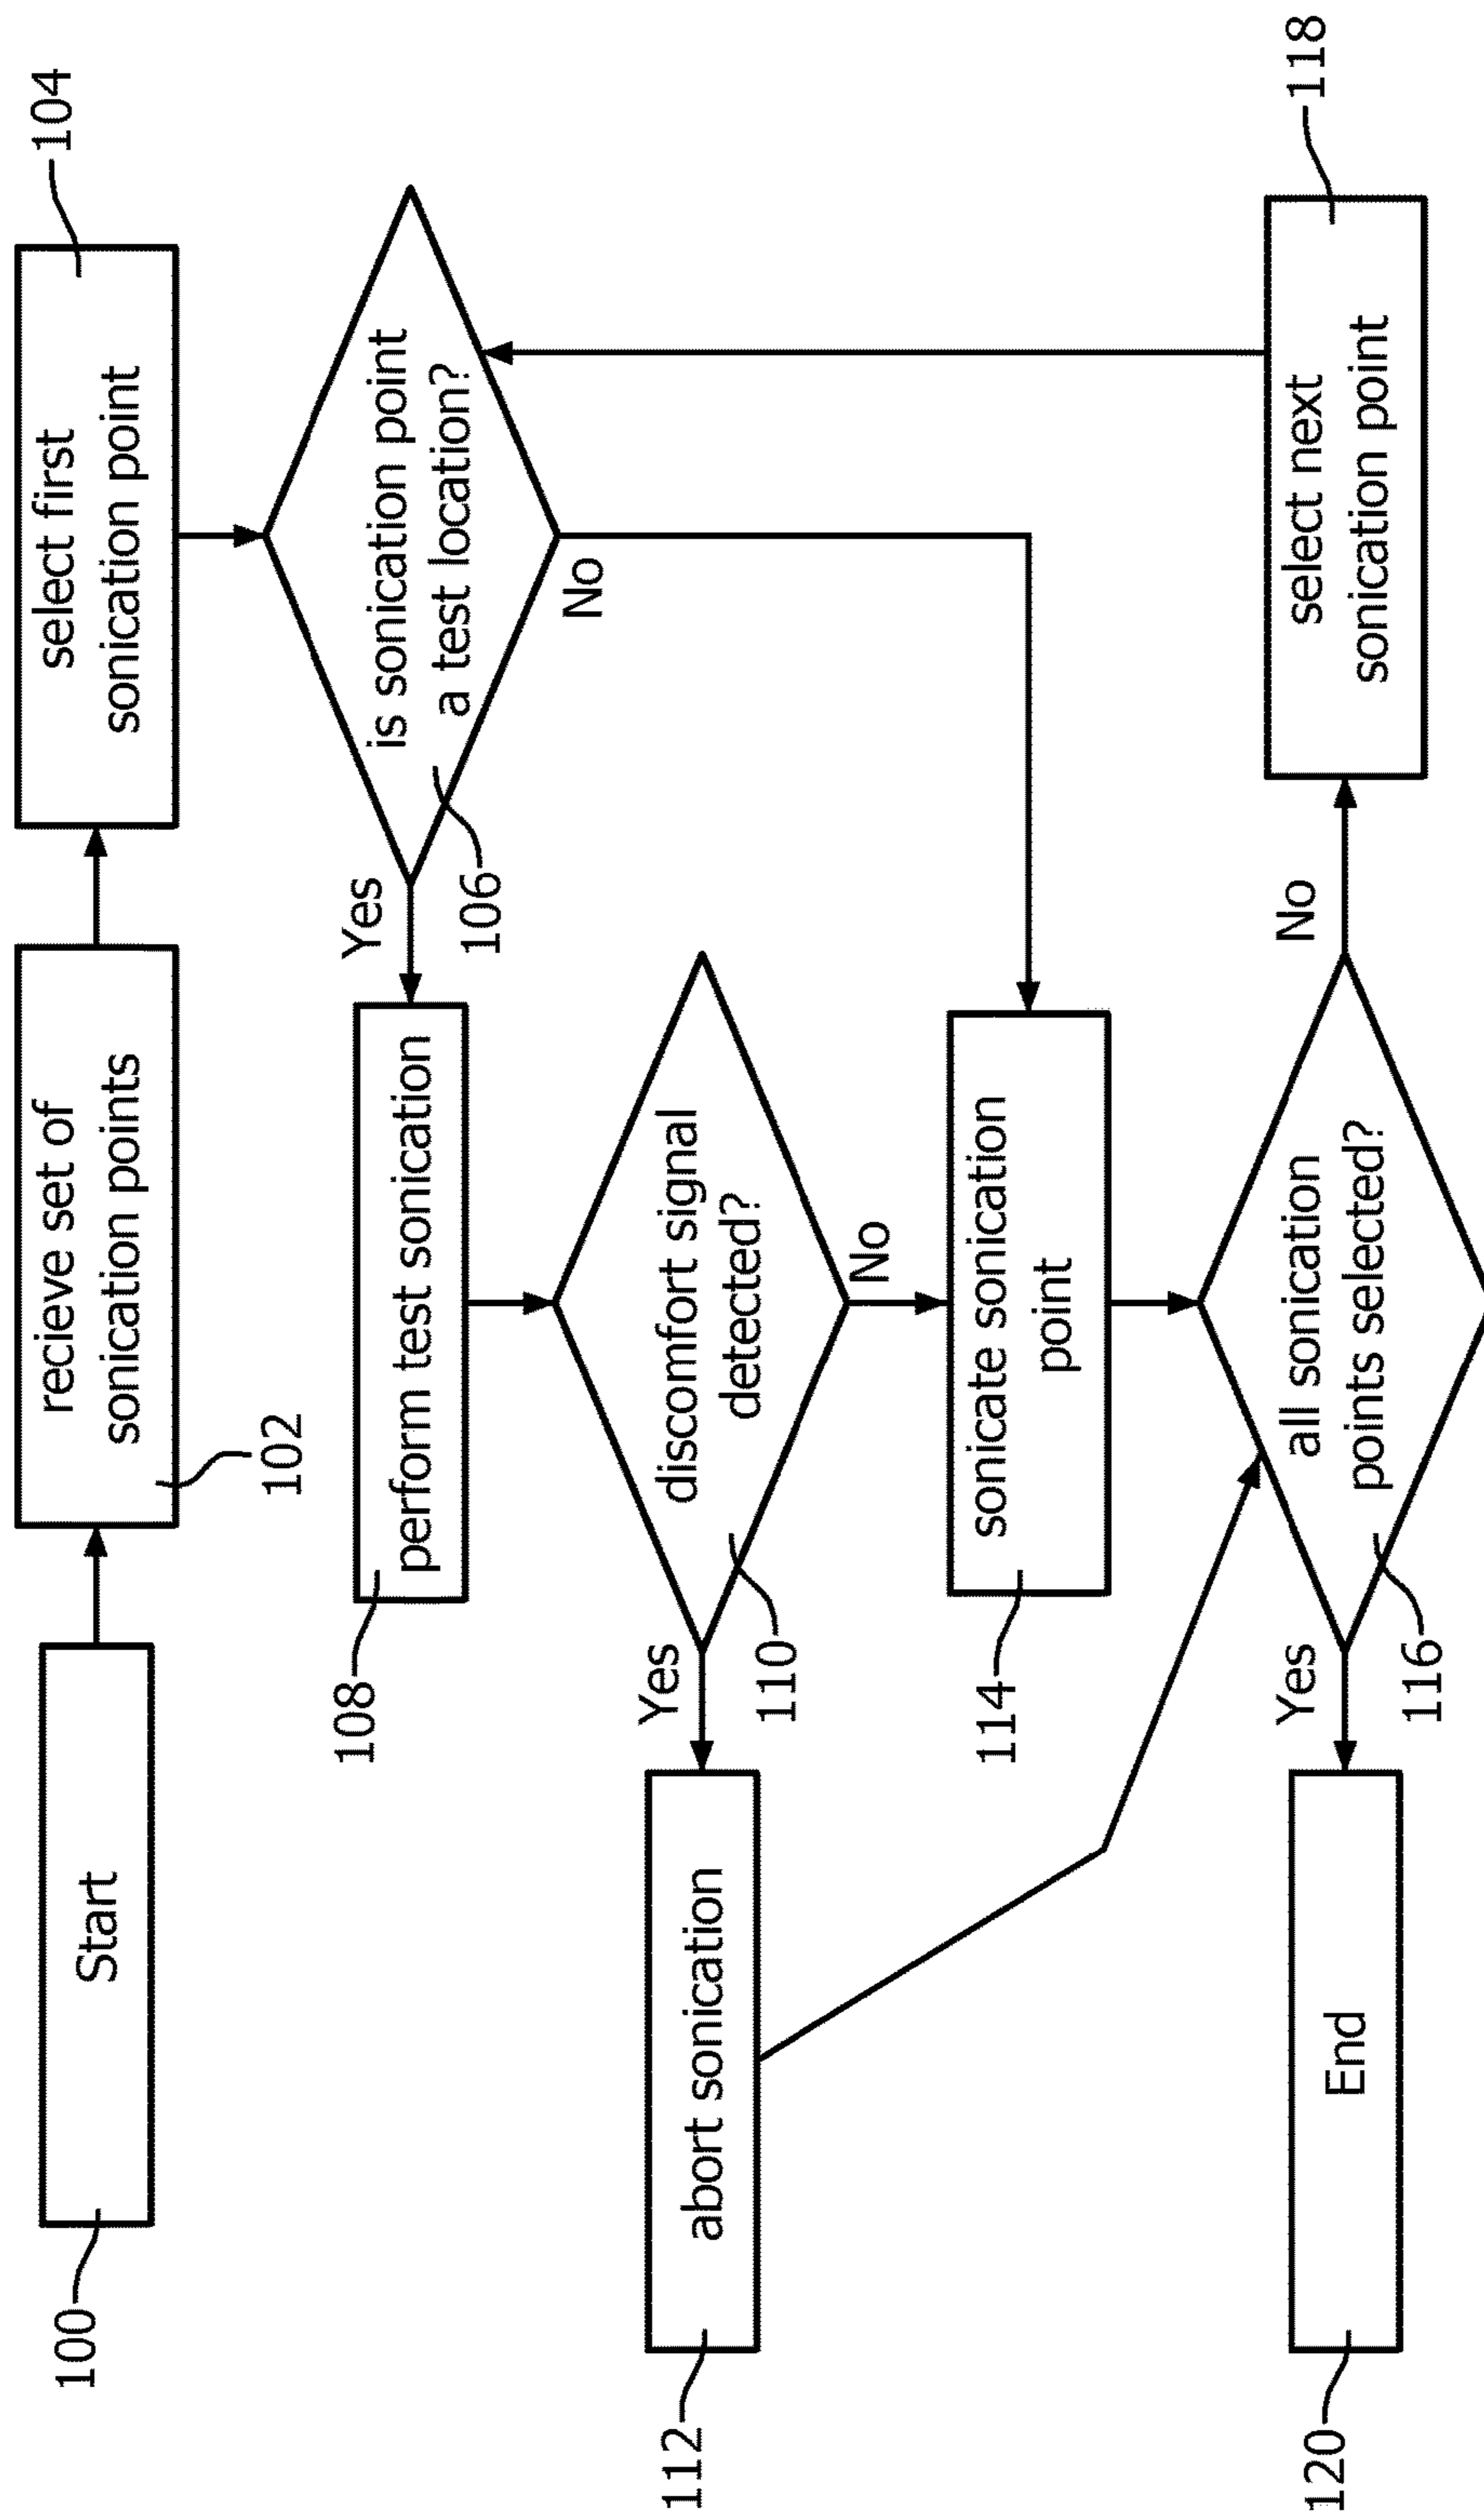 100
Start
recieve set of
sonication points
102
select first
sonication point
104
is sonication point
a test location?
106
Yes
No
108
perform test sonication
discomfort signal
detected?
110
Yes
No
112
abort sonication
114
sonicate sonication
point
all sonication
points selected?
116
Yes
No
select next
sonication point
118
120
End